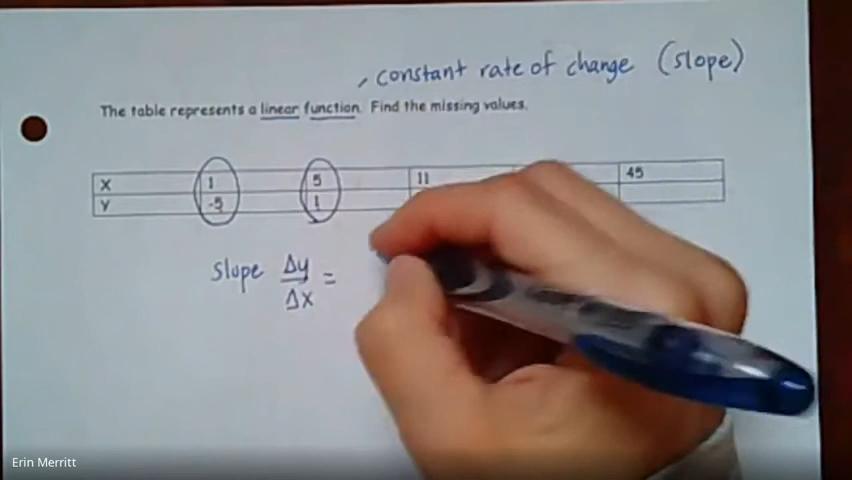 , constant rate of change (slope)
The table represents a linear function. Find the missing values.
X 1 5 11 45
Y -5 1
slope Δy
Δx =
Erin Merritt